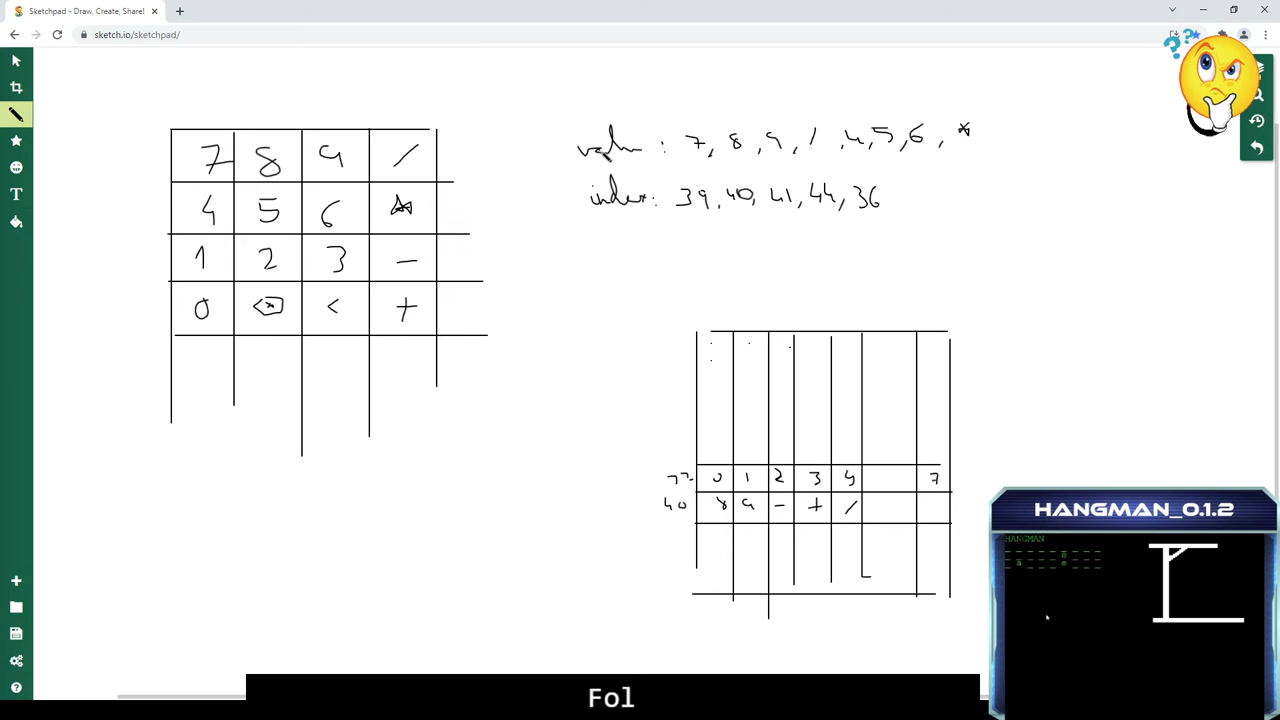 Sketchpad - Draw, Create, Share!
sketch.io/sketchpad/
7 8 9 /
4 5 6 *
1 2 3 -
0 < +
value : 7, 8, 9, /, 4, 5, 6, *
index: 39, 40, 41, 44, 36
0 1 2 3 4 7
40 8 9 - + /
HANGMAN_0.1.2
HANGMAN
_ _ _ _ _ _ e _ _ _
_ a _ _ _ _ e _ _ _
Fol